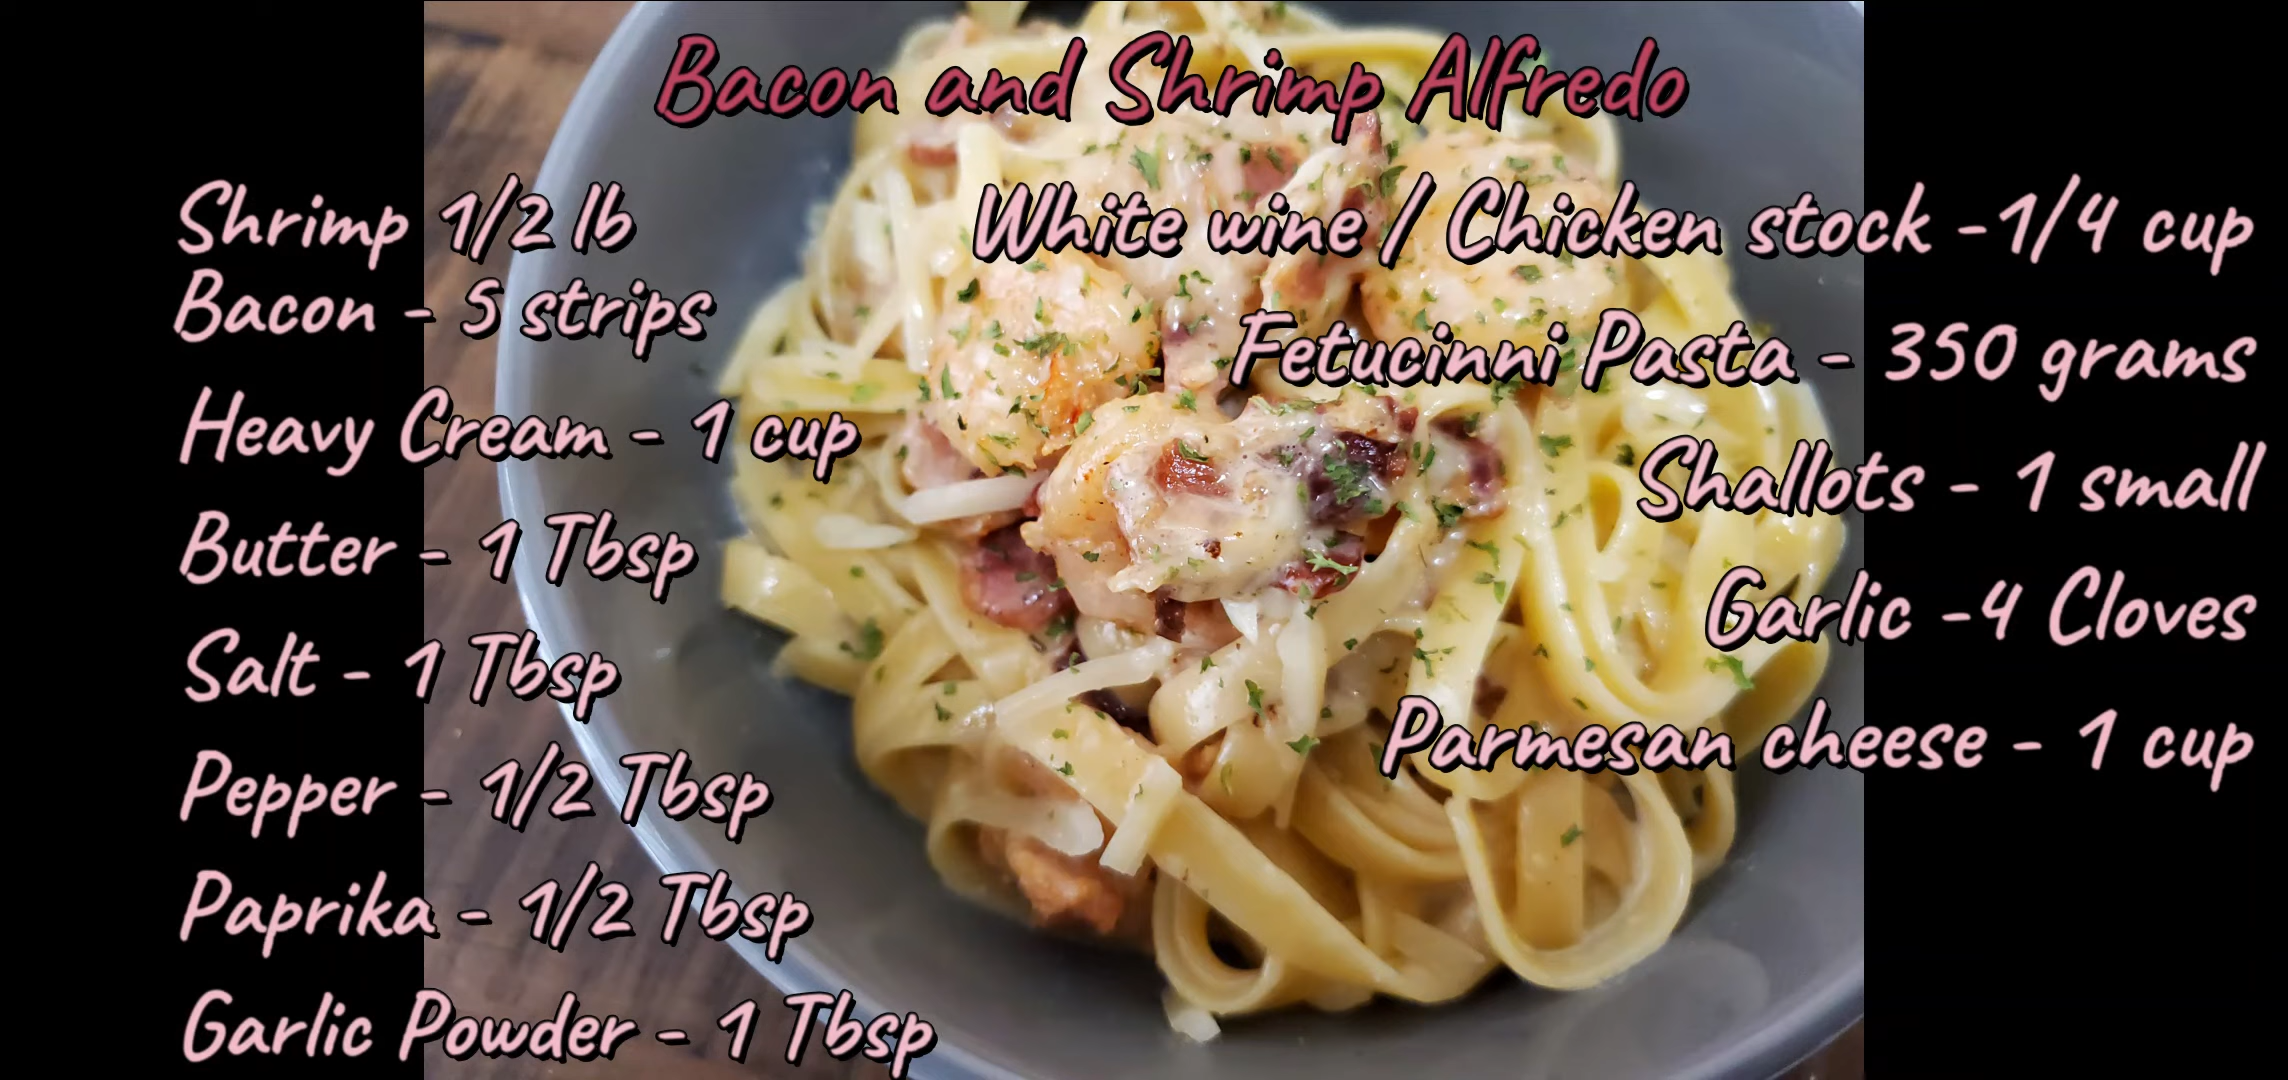 Bacon and Shrimp Alfredo
Shrimp 1/2 lb
Bacon - 5 strips
Heavy Cream - 1 cup
Butter - 1 Tbsp
Salt - 1 Tbsp
Pepper - 1/2 Tbsp
Paprika - 1/2 Tbsp
Garlic Powder - 1 Tbsp
White wine / Chicken stock -1/4 cup
Fetucinni Pasta - 350 grams
Shallots - 1 small
Garlic -4 Cloves
Parmesan cheese - 1 cup